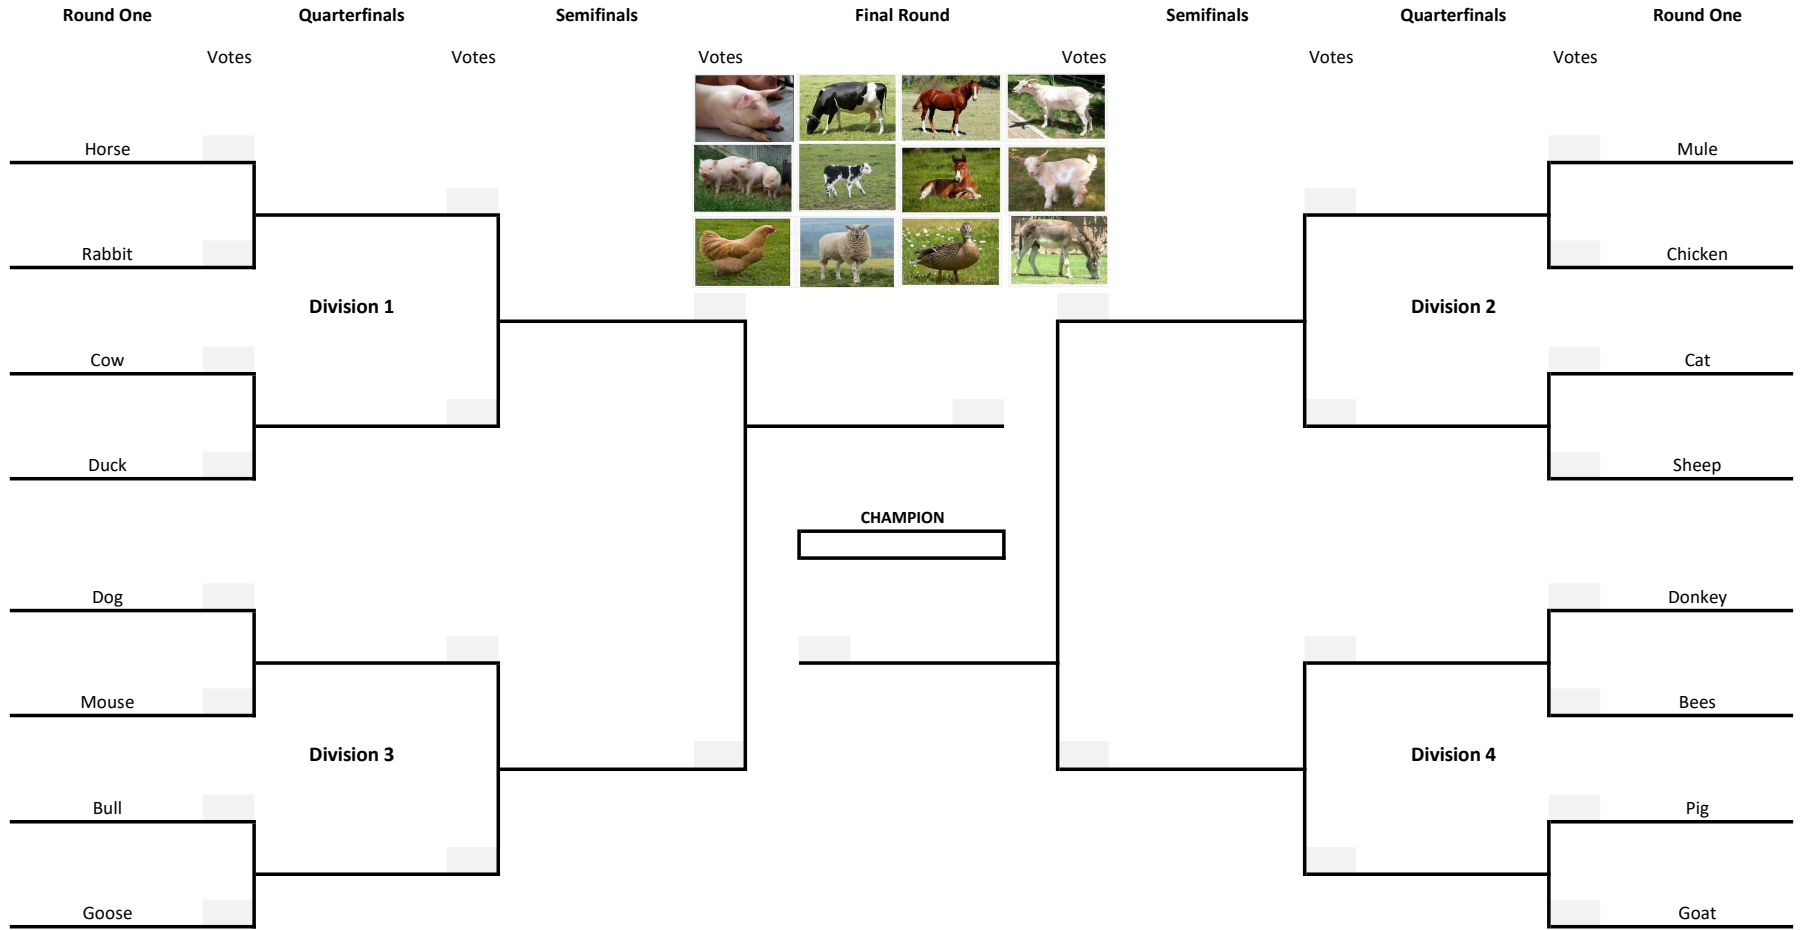 Round One Quarterfinals Semifinals Final Round Semifinals Quarterfinals Round One
Votes Votes Votes Votes Votes Votes
Horse Mule
Rabbit Chicken
Division 1 Division 2
Cow Cat
Duck Sheep
CHAMPION
Dog Donkey
Mouse Bees
Division 3 Division 4
Bull Pig
Goose Goat